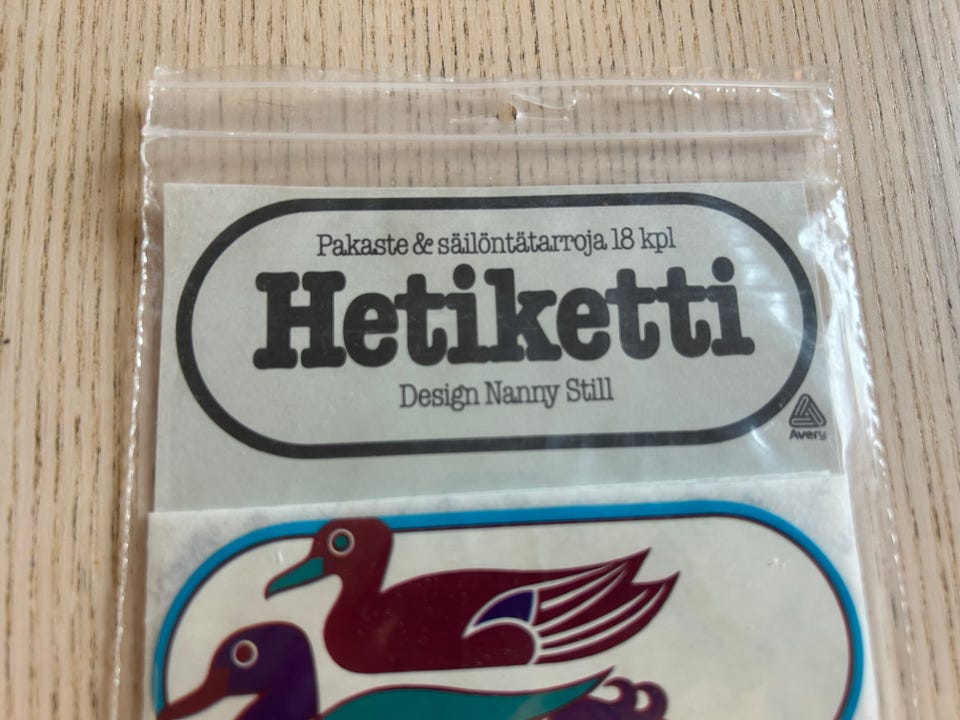 Pakaste & säilöntätarroja 18 kpl
Hetiketti
Design Nanny Still
Avery